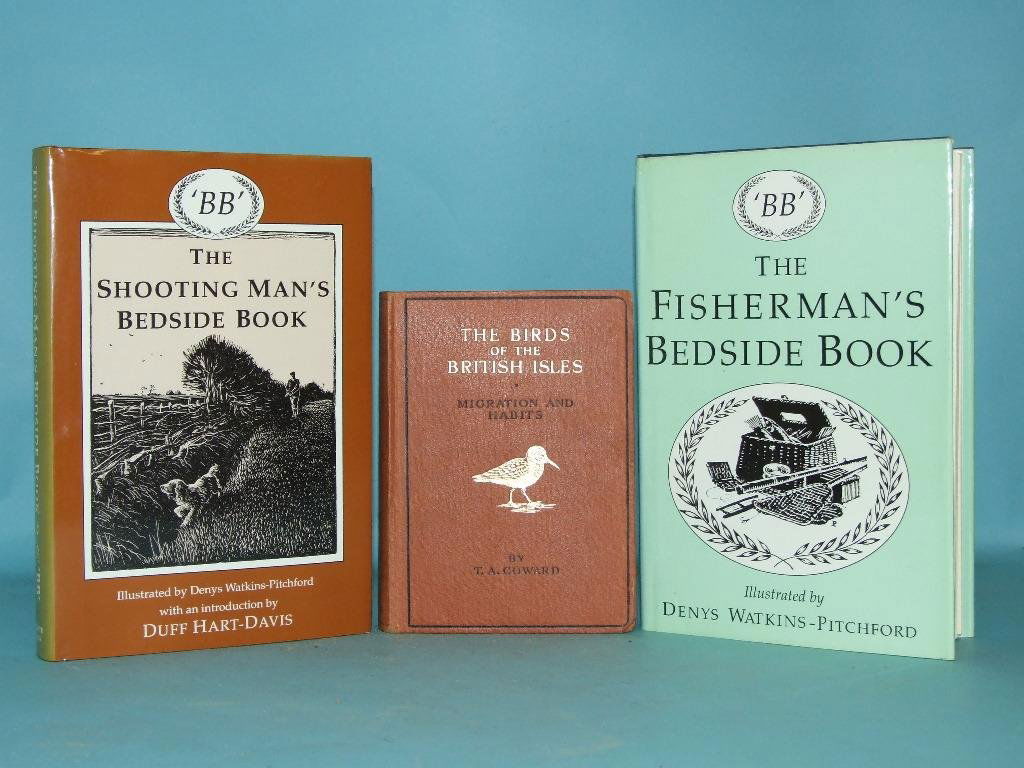 'BB'
THE
SHOOTING MAN'S
BEDSIDE BOOK
Illustrated by Denys Watkins-Pitchford
with an introduction by
DUFF HART-DAVIS
THE BIRDS
OF THE
BRITISH ISLES
MIGRATION AND
HABITS
BY
T. A. COWARD
'BB'
THE
FISHERMAN'S
BEDSIDE BOOK
Illustrated by
DENYS WATKINS-PITCHFORD